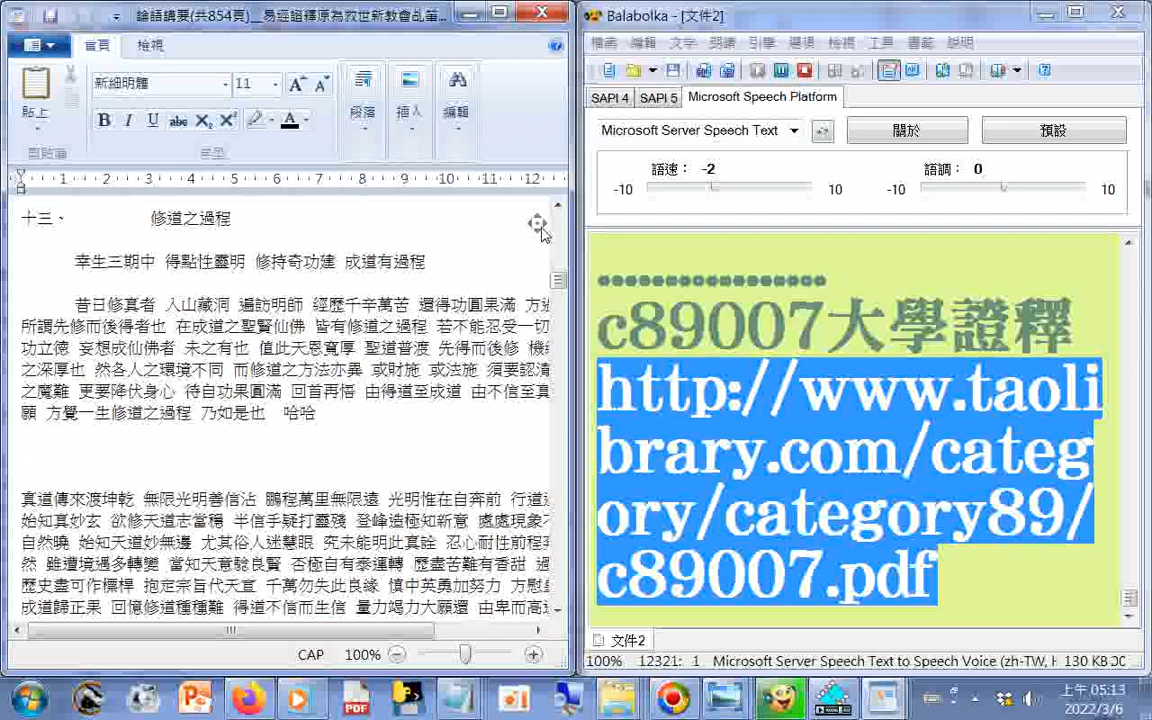 論語講要(共854頁)__易經證釋原為救世新教會乩筆...
首頁
檢視
貼上
剪貼簿
新細明體
11
字型
段落
插入
編輯
1 2 3 4 5 6 7 8 9 10 11 12
十三、 修道之過程
幸生三期中 得點性靈明 修持奇功建 成道有過程
昔日修真者 入山藏洞 遍訪明師 經歷千辛萬苦 還得功圓果滿 方
所謂先修而後得者也 在成道之聖賢仙佛 皆有修道之過程 若不能忍受一切
功立德 妄想成仙佛者 未之有也 值此天恩寬厚 聖道普渡 先得而後修 機
之深厚也 然各人之環境不同 而修道之方法亦異 或財施 或法施 須要認清
之魔難 更要降伏身心 待自功果圓滿 回首再悟 由得道至成道 由不信至真
願 方覺一生修道之過程 乃如是也 哈哈
真道傳來渡坤乾 無限光明善信沾 鵬程萬里無限遠 光明惟在自奔前 行道
始知真妙玄 欲修天道志當穩 半信乎疑打靈殘 登峰造極知新意 處處現象
自然曉 始知天道妙無邊 尤其俗人迷慧眼 究未能明此真詮 忍心耐性前程
然 雖遭境遇多轉變 當知天意驗良賢 否極自有泰運轉 歷盡苦難有香甜
歷史盡可作標桿 抱定宗旨代天宣 千萬勿失此良緣 慎中英勇加努力 方慰
成道歸正果 回憶修道種種難 得道不信而生信 量力竭力大願還 由卑而高
CAP 100%
Balabolka - [文件2]
檔案 編輯 文字 朗讀 引擎 選項 檢視 工具 書籤 說明
SAPI 4 SAPI 5 Microsoft Speech Platform
Microsoft Server Speech Text 關於 預設
語速： -2 語調： 0
-10 10 -10 10
c89007大學證釋
http://www.taoli
brary.com/categ
ory/category89/
c89007.pdf
文件2
100% 12321: 1 Microsoft Server Speech Text to Speech Voice (zh-TW, H 130 KB
上午 05:13
2022/3/6